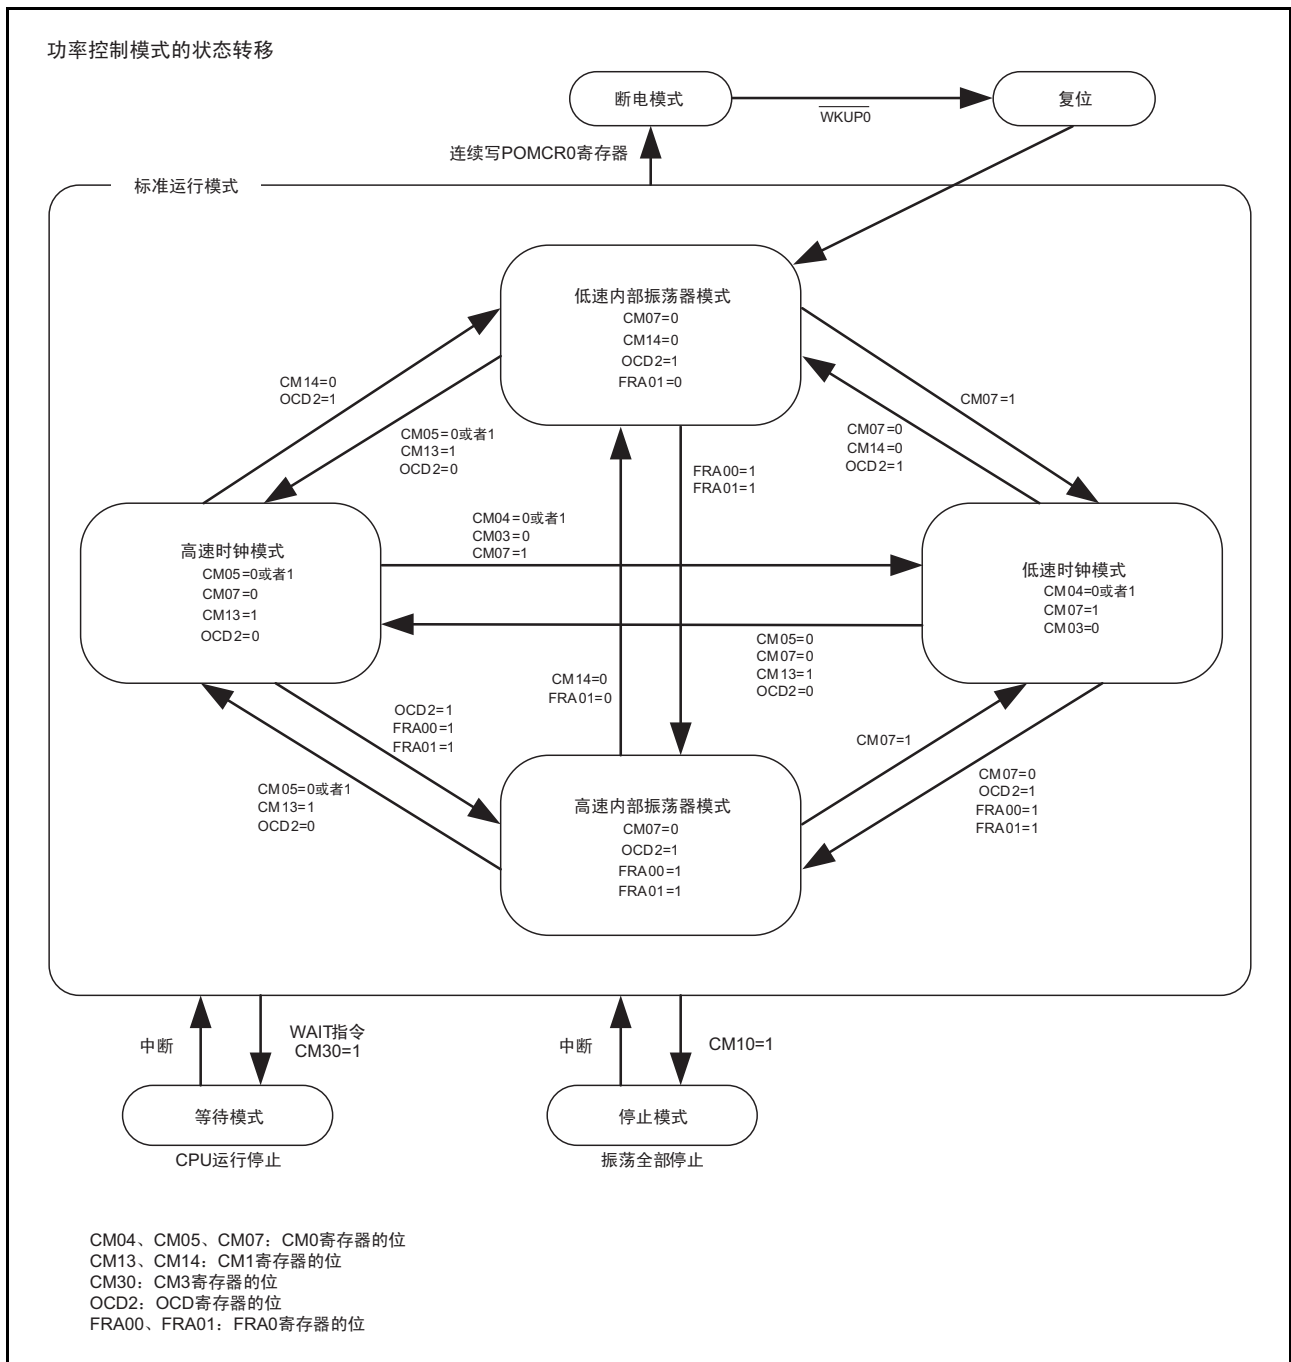 功率控制模式的状态转移
断电模式
WKUP0
复位
连续写POMCR0寄存器
标准运行模式
低速内部振荡器模式
CM07=0
CM14=0
OCD2=1
FRA01=0
CM14=0
OCD2=1
CM05=0或者1
CM13=1
OCD2=0
CM07=1
CM07=0
CM14=0
OCD2=1
FRA00=1
FRA01=1
高速时钟模式
CM05=0或者1
CM07=0
CM13=1
OCD2=0
CM04=0或者1
CM03=0
CM07=1
低速时钟模式
CM04=0或者1
CM07=1
CM03=0
CM05=0
CM07=0
CM13=1
OCD2=0
CM14=0
FRA01=0
OCD2=1
FRA00=1
FRA01=1
CM05=0或者1
CM13=1
OCD2=0
CM07=1
CM07=0
OCD2=1
FRA00=1
FRA01=1
高速内部振荡器模式
CM07=0
OCD2=1
FRA00=1
FRA01=1
中断
WAIT指令
CM30=1
中断
CM10=1
等待模式
CPU运行停止
停止模式
振荡全部停止
CM04、CM05、CM07：CM0寄存器的位
CM13、CM14：CM1寄存器的位
CM30：CM3寄存器的位
OCD2：OCD寄存器的位
FRA00、FRA01：FRA0寄存器的位